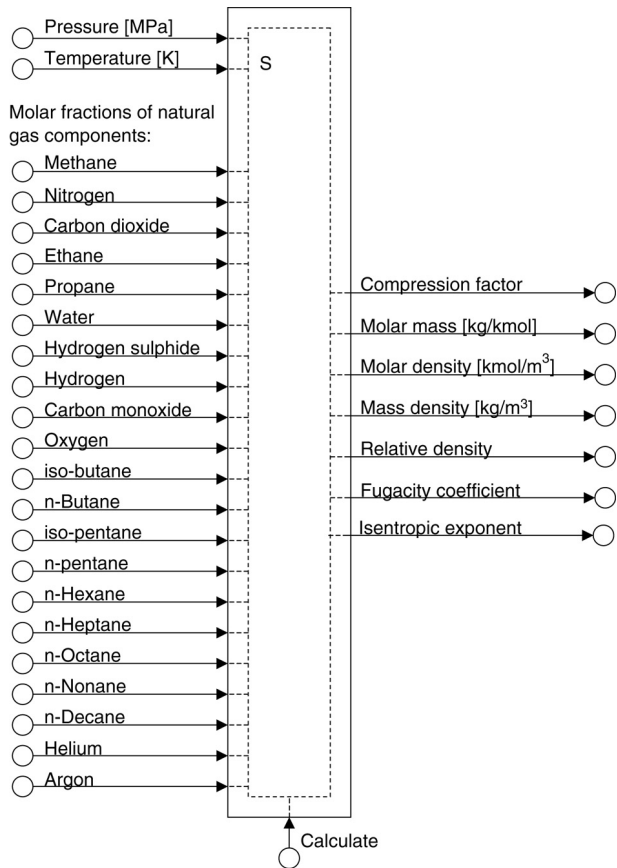 Pressure [MPa]
Temperature [K]
S
Molar fractions of natural
gas components:
Methane
Nitrogen
Carbon dioxide
Ethane
Propane
Water
Hydrogen sulphide
Hydrogen
Carbon monoxide
Oxygen
iso-butane
n-Butane
iso-pentane
n-pentane
n-Hexane
n-Heptane
n-Octane
n-Nonane
n-Decane
Helium
Argon
Compression factor
Molar mass [kg/kmol]
Molar density [kmol/m³]
Mass density [kg/m³]
Relative density
Fugacity coefficient
Isentropic exponent
Calculate